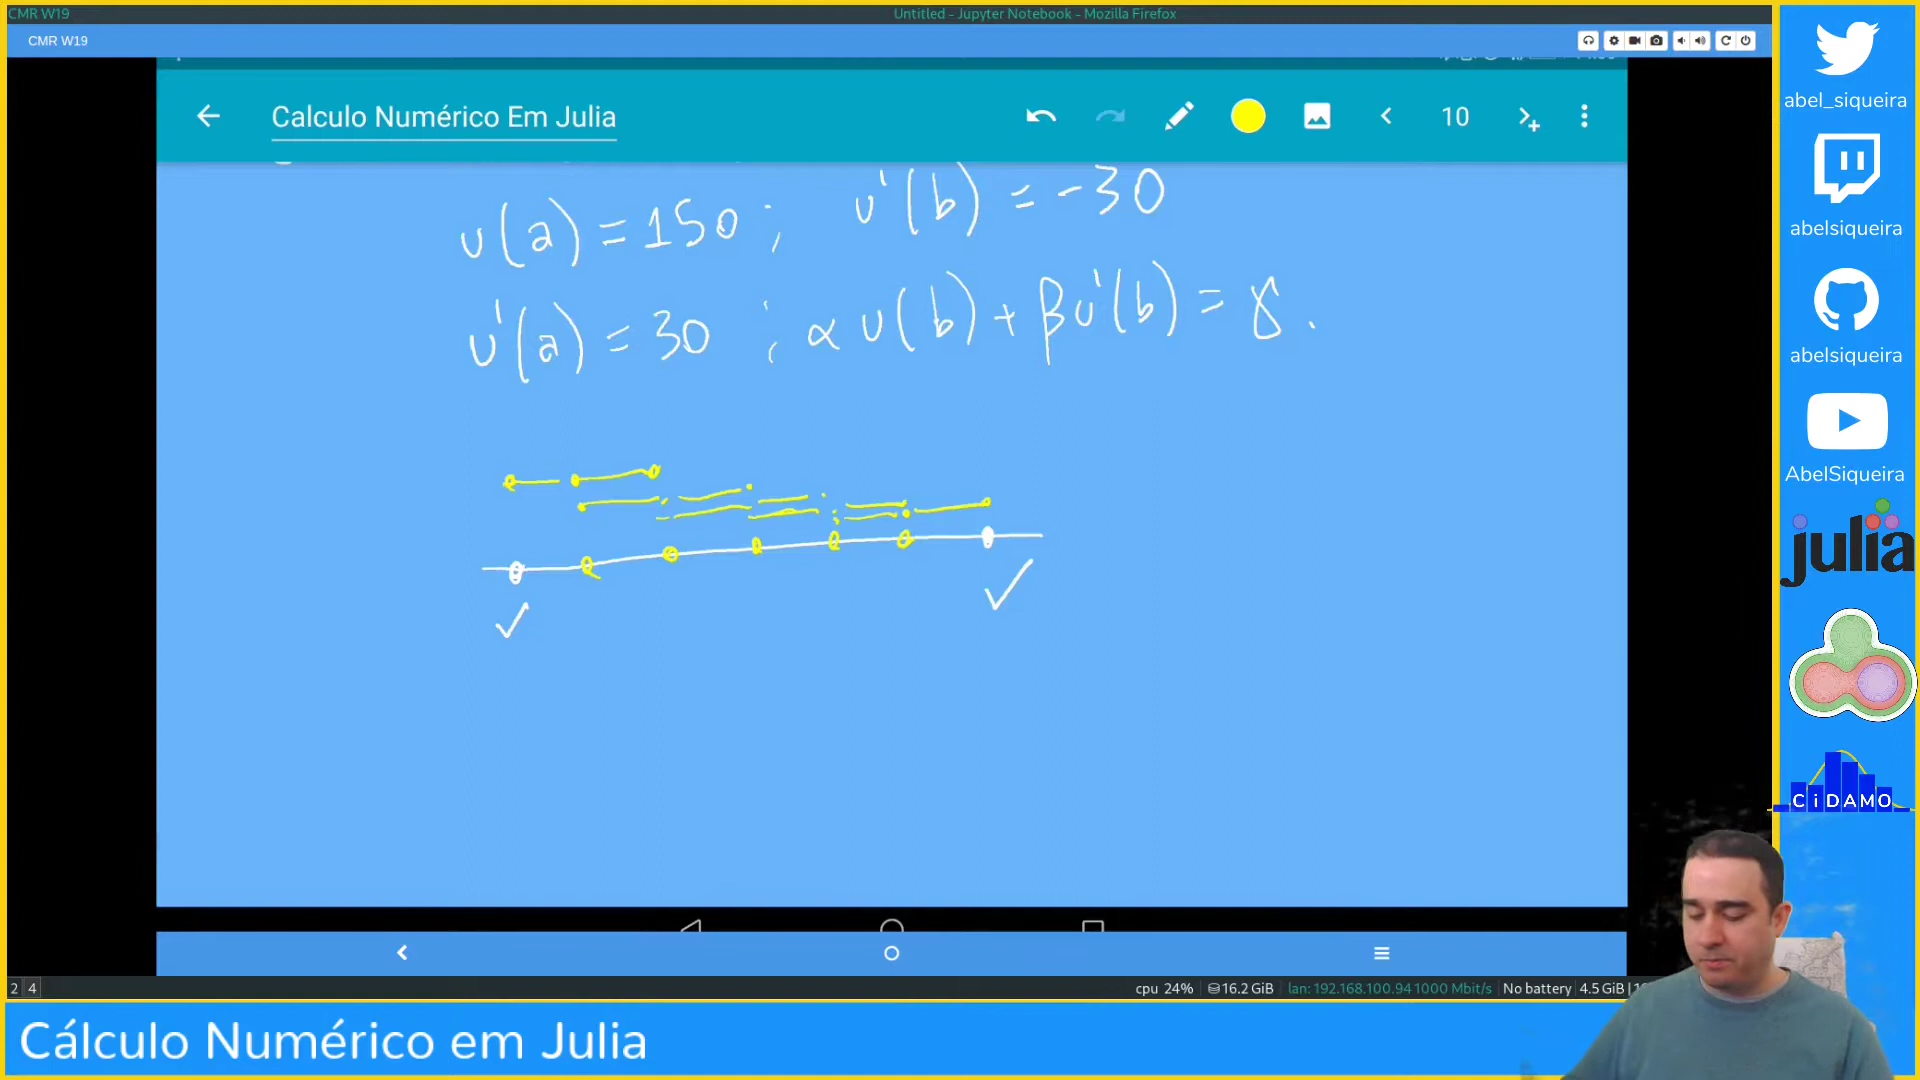 CMR W19
Untitled - Jupyter Notebook - Mozilla Firefox
CMR W19
Calculo Numérico Em Julia
10
u(a) = 150 ; u'(b) = -30
u'(a) = 30 ; α u(b) + β u'(b) = γ .
2 4
cpu 24% 16.2 GiB lan: 192.168.100.94 1000 Mbit/s No battery 4.5 GiB
Cálculo Numérico em Julia
abel_siqueira
abelsiqueira
abelsiqueira
AbelSiqueira
julia
CiDAMO